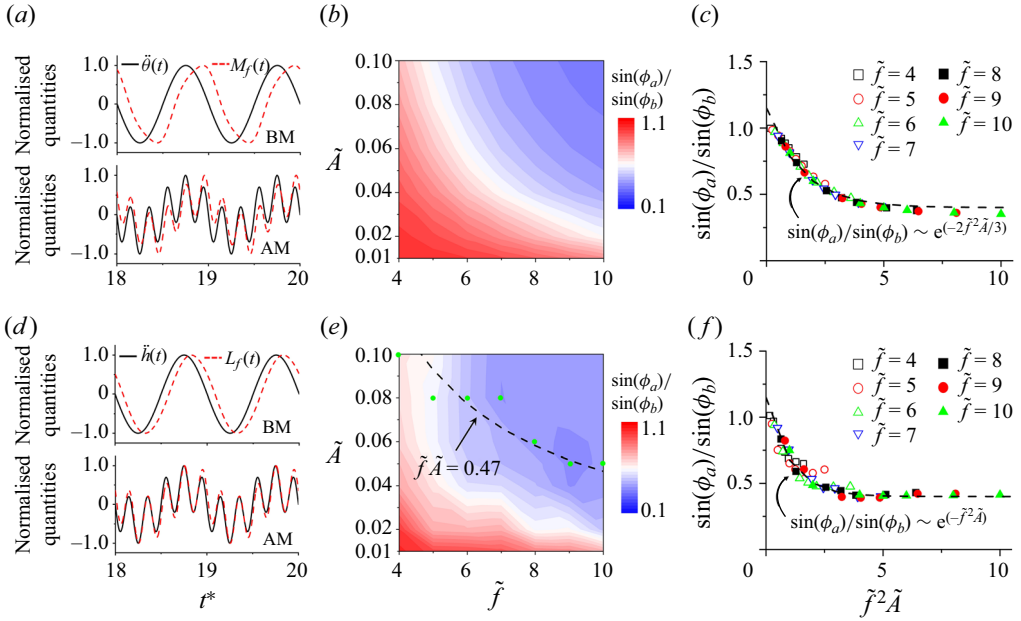 (a)
Normalised quantities
1.0
0
−1.0
θ̈(t)
M_f(t)
BM
Normalised quantities
1.0
0
−1.0
AM
18
19
20
(b)
Ã
0.10
0.08
0.06
0.04
0.02
0.01
4
6
8
10
sin(ϕ_a)/
sin(ϕ_b)
1.1
0.1
(c)
sin(ϕ_a)/sin(ϕ_b)
1.5
1.0
0.5
0
5
10
f̃ = 4
f̃ = 5
f̃ = 6
f̃ = 7
f̃ = 8
f̃ = 9
f̃ = 10
sin(ϕ_a)/sin(ϕ_b) ~ e^(−2f̃²Ã/3)
(d)
Normalised quantities
1.0
0
−1.0
ḧ(t)
L_f(t)
BM
Normalised quantities
1.0
0
−1.0
AM
18
19
20
t*
(e)
Ã
0.10
0.08
0.06
0.04
0.02
0.01
f̃Ã = 0.47
4
6
8
10
f̃
sin(ϕ_a)/
sin(ϕ_b)
1.1
0.1
(f)
sin(ϕ_a)/sin(ϕ_b)
1.5
1.0
0.5
0
5
10
f̃ = 4
f̃ = 5
f̃ = 6
f̃ = 7
f̃ = 8
f̃ = 9
f̃ = 10
sin(ϕ_a)/sin(ϕ_b) ~ e^(−f̃²Ã)
f̃²Ã